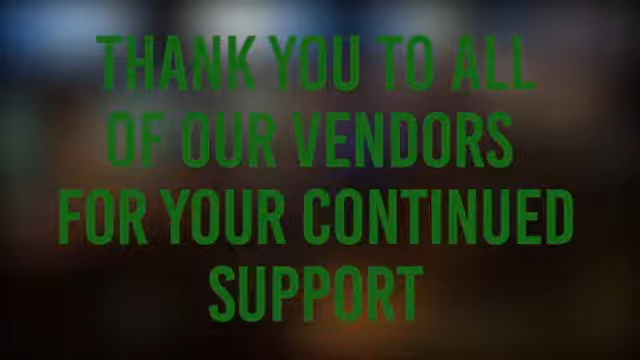 THANK YOU TO ALL
OF OUR VENDORS
FOR YOUR CONTINUED
SUPPORT